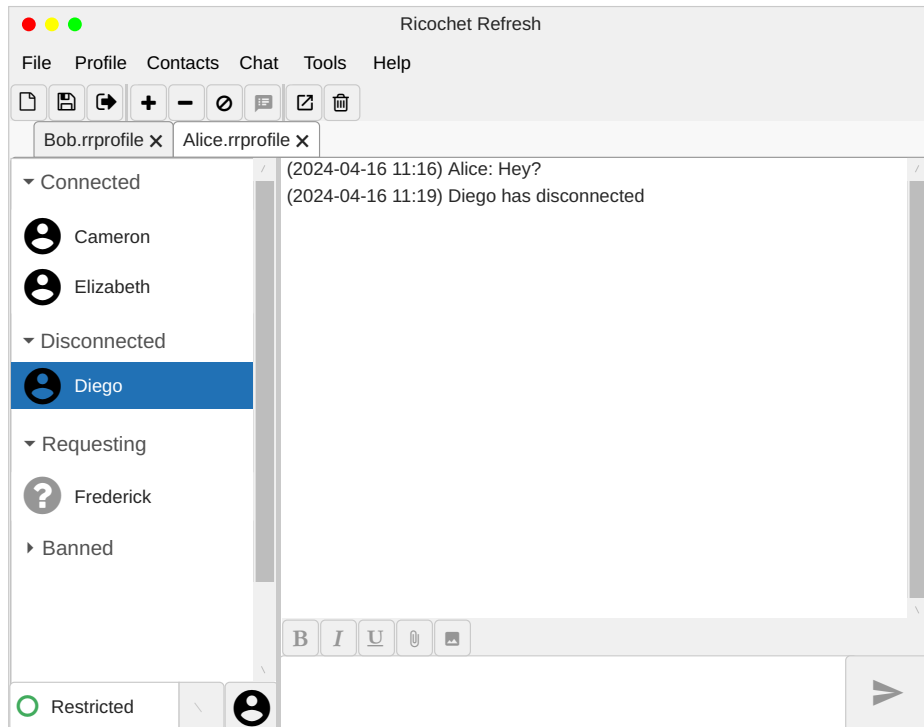 Ricochet Refresh
File Profile Contacts Chat Tools Help
Bob.rrprofile Alice.rrprofile
Connected
Cameron
Elizabeth
Disconnected
Diego
Requesting
Frederick
Banned
Restricted
(2024-04-16 11:16) Alice: Hey?
(2024-04-16 11:19) Diego has disconnected
B I U